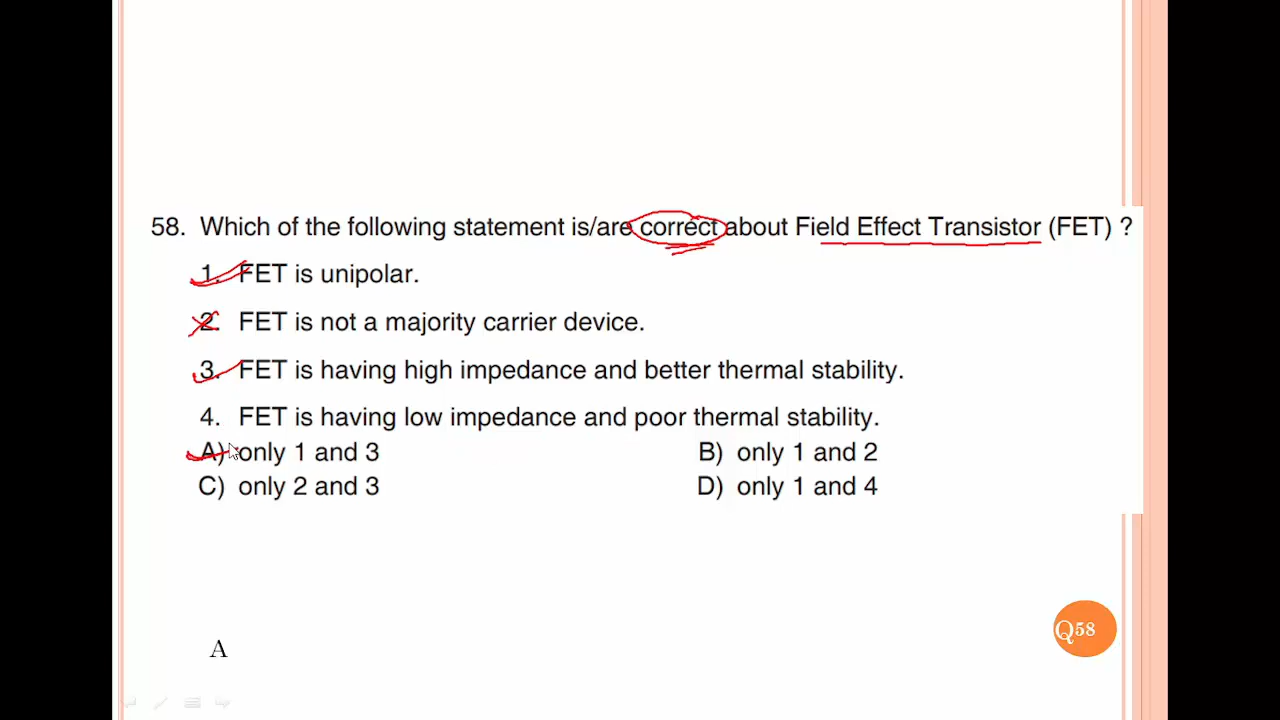 58. Which of the following statement is/are correct about Field Effect Transistor (FET) ?
1. FET is unipolar.
2. FET is not a majority carrier device.
3. FET is having high impedance and better thermal stability.
4. FET is having low impedance and poor thermal stability.
A) only 1 and 3 B) only 1 and 2
C) only 2 and 3 D) only 1 and 4
Q58
A